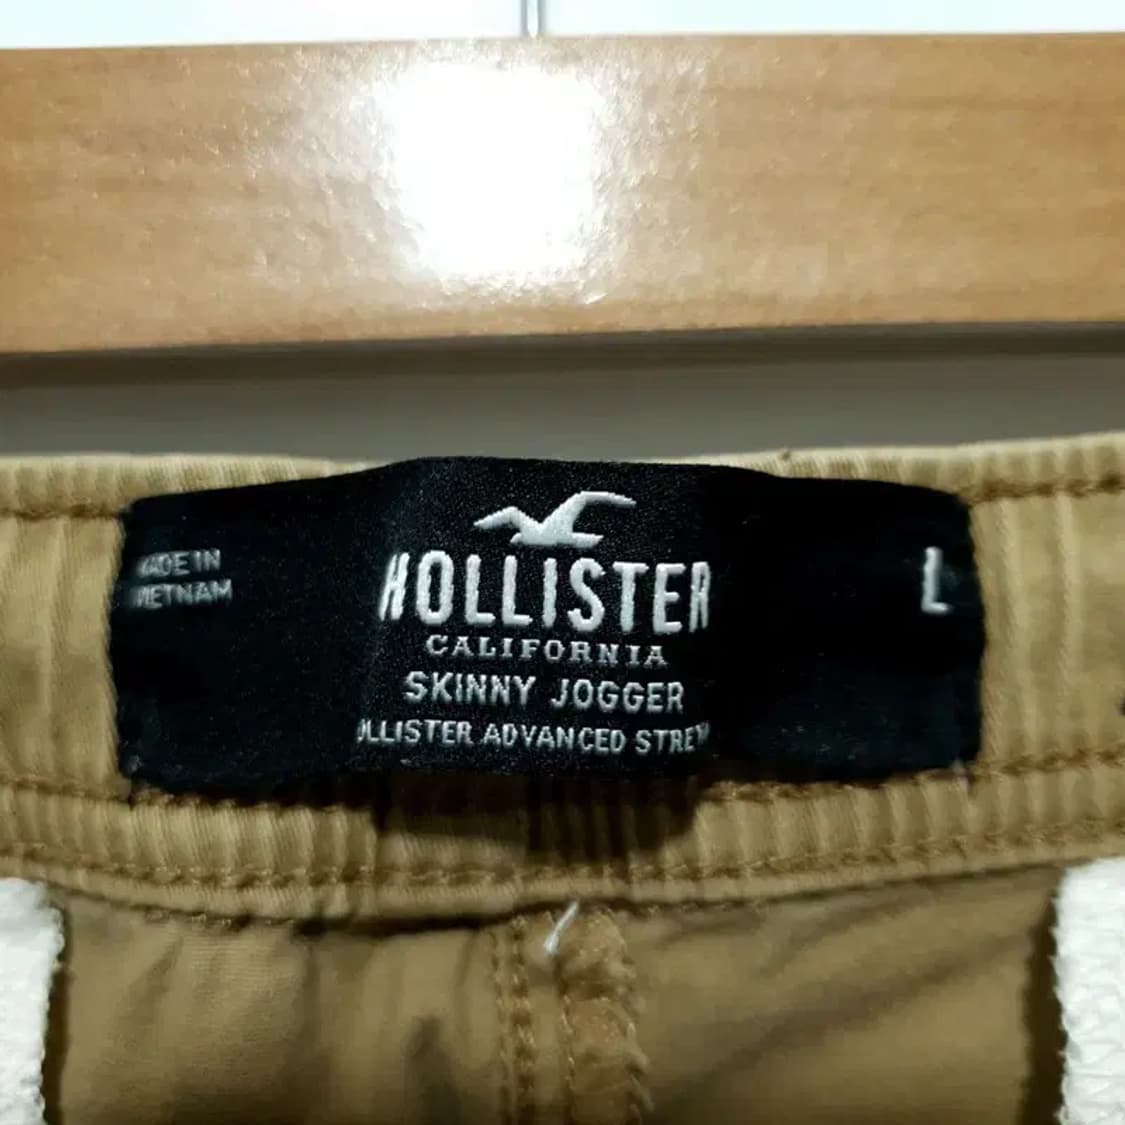 MADE IN
VIETNAM
HOLLISTER
CALIFORNIA
SKINNY JOGGER
OLLISTER ADVANCED STRE
L